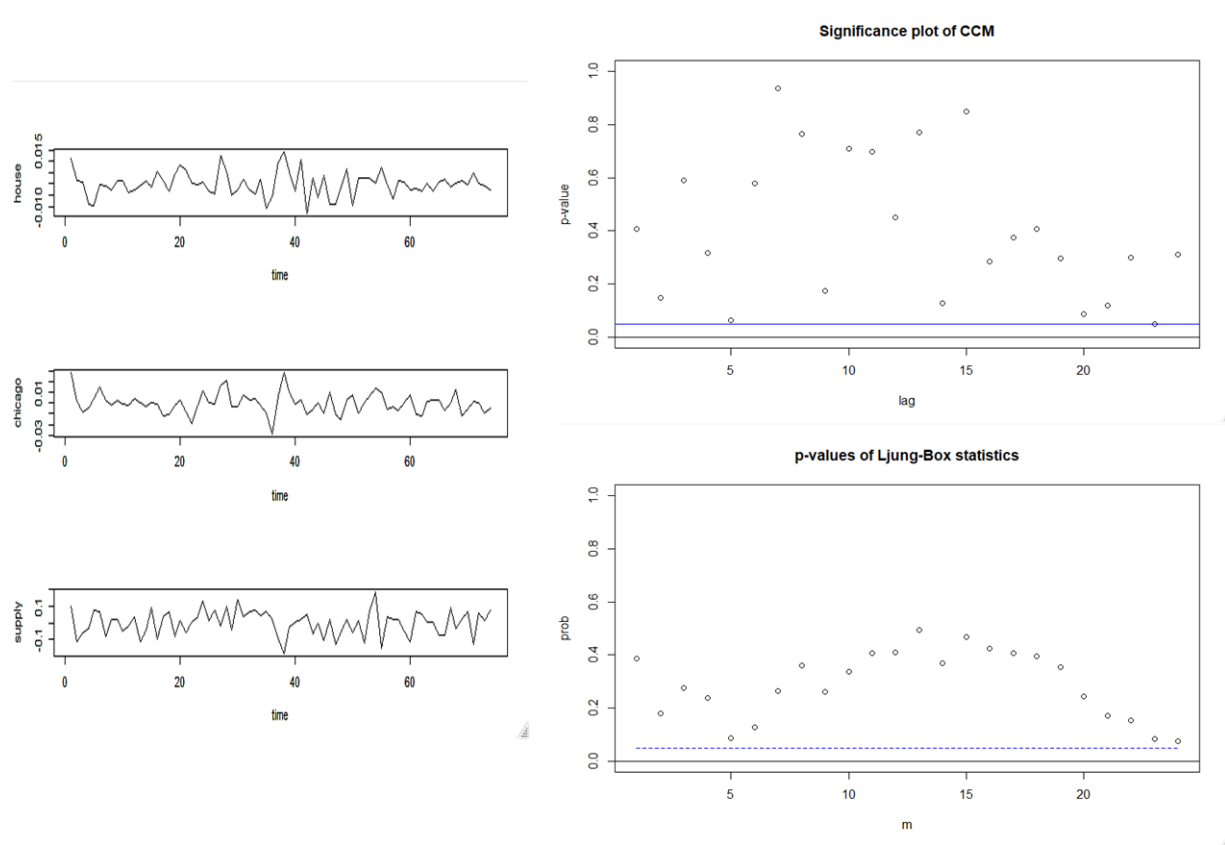 house
-0.010 0.015
0 20 40 60
time
chicago
-0.03 0.01
0 20 40 60
time
supply
-0.1 0.1
0 20 40 60
time
Significance plot of CCM
p-value
0.0 0.2 0.4 0.6 0.8 1.0
5 10 15 20
lag
p-values of Ljung-Box statistics
prob
0.0 0.2 0.4 0.6 0.8 1.0
5 10 15 20
m